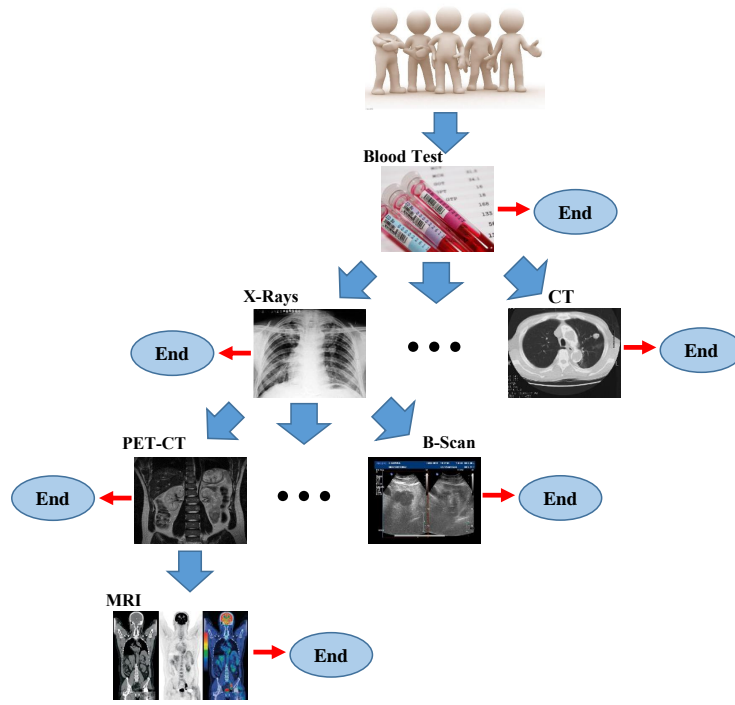 Blood Test
End
X-Rays
CT
End
End
PET-CT
B-Scan
End
End
MRI
End